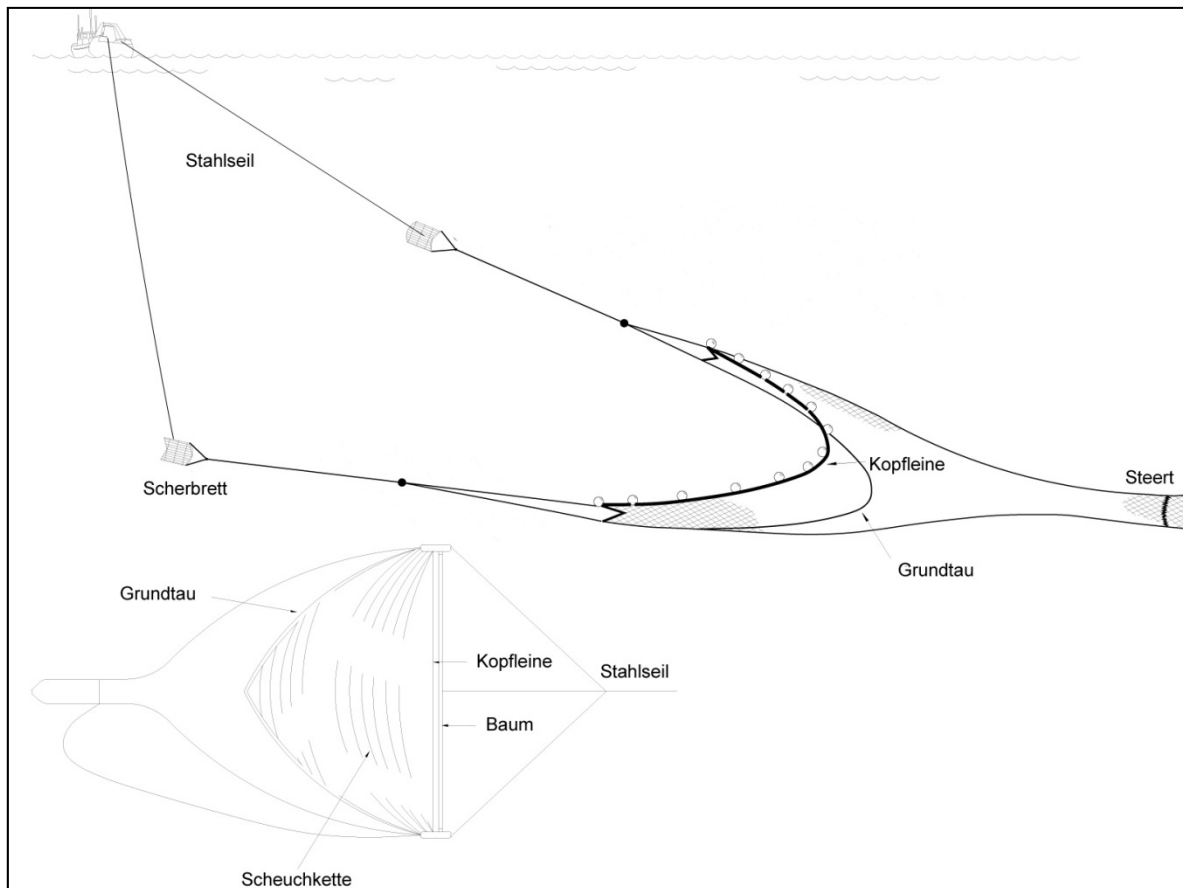 Stahlseil
Kopfleine
Steert
Scherbrett
Grundtau
Grundtau
Kopfleine
Stahlseil
Baum
Scheuchkette